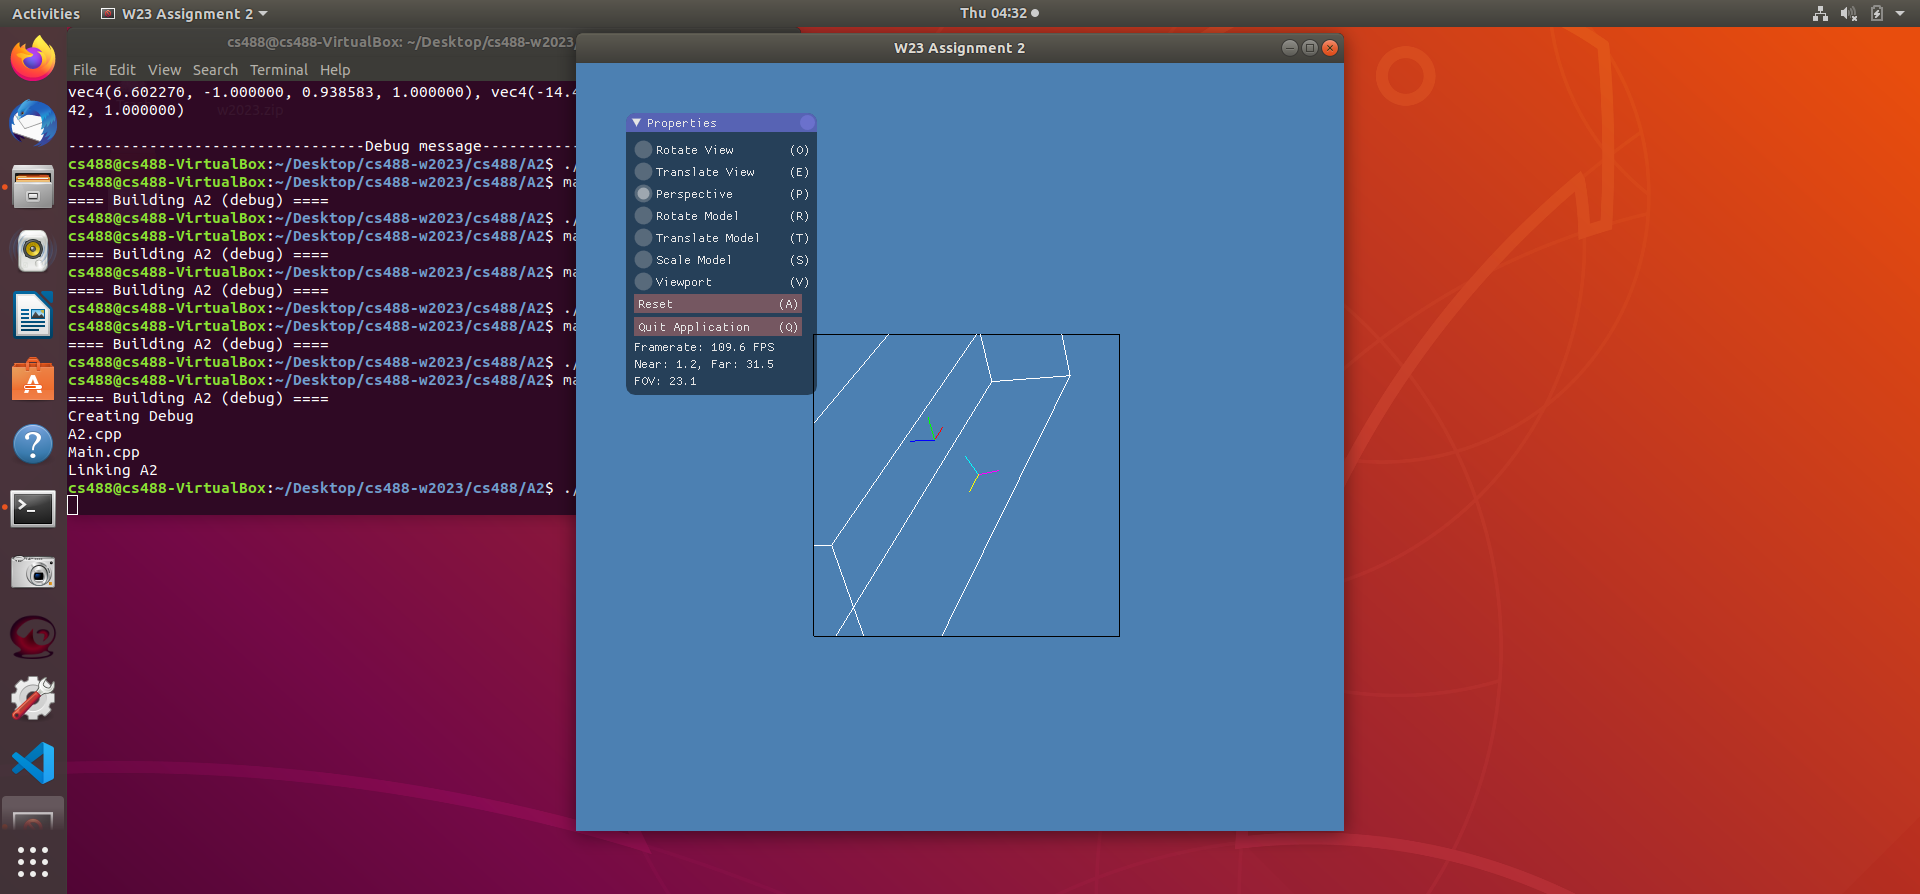 Activities
W23 Assignment 2
Thu 04:32
cs488@cs488-VirtualBox: ~/Desktop/cs488-w2023/
File Edit View Search Terminal Help
vec4(6.602270, -1.000000, 0.938583, 1.000000), vec4(-14.4
42, 1.000000)
w2023.zip
---------------------------------Debug message-----------
cs488@cs488-VirtualBox:~/Desktop/cs488-w2023/cs488/A2$ ./
cs488@cs488-VirtualBox:~/Desktop/cs488-w2023/cs488/A2$ ma
==== Building A2 (debug) ====
cs488@cs488-VirtualBox:~/Desktop/cs488-w2023/cs488/A2$ ./
cs488@cs488-VirtualBox:~/Desktop/cs488-w2023/cs488/A2$ ma
==== Building A2 (debug) ====
cs488@cs488-VirtualBox:~/Desktop/cs488-w2023/cs488/A2$ ma
==== Building A2 (debug) ====
cs488@cs488-VirtualBox:~/Desktop/cs488-w2023/cs488/A2$ ./
cs488@cs488-VirtualBox:~/Desktop/cs488-w2023/cs488/A2$ ma
==== Building A2 (debug) ====
cs488@cs488-VirtualBox:~/Desktop/cs488-w2023/cs488/A2$ ./
cs488@cs488-VirtualBox:~/Desktop/cs488-w2023/cs488/A2$ ma
==== Building A2 (debug) ====
Creating Debug
A2.cpp
Main.cpp
Linking A2
cs488@cs488-VirtualBox:~/Desktop/cs488-w2023/cs488/A2$ ./
W23 Assignment 2
Properties
Rotate View (O)
Translate View (E)
Perspective (P)
Rotate Model (R)
Translate Model (T)
Scale Model (S)
Viewport (V)
Reset (A)
Quit Application (Q)
Framerate: 109.6 FPS
Near: 1.2, Far: 31.5
FOV: 23.1